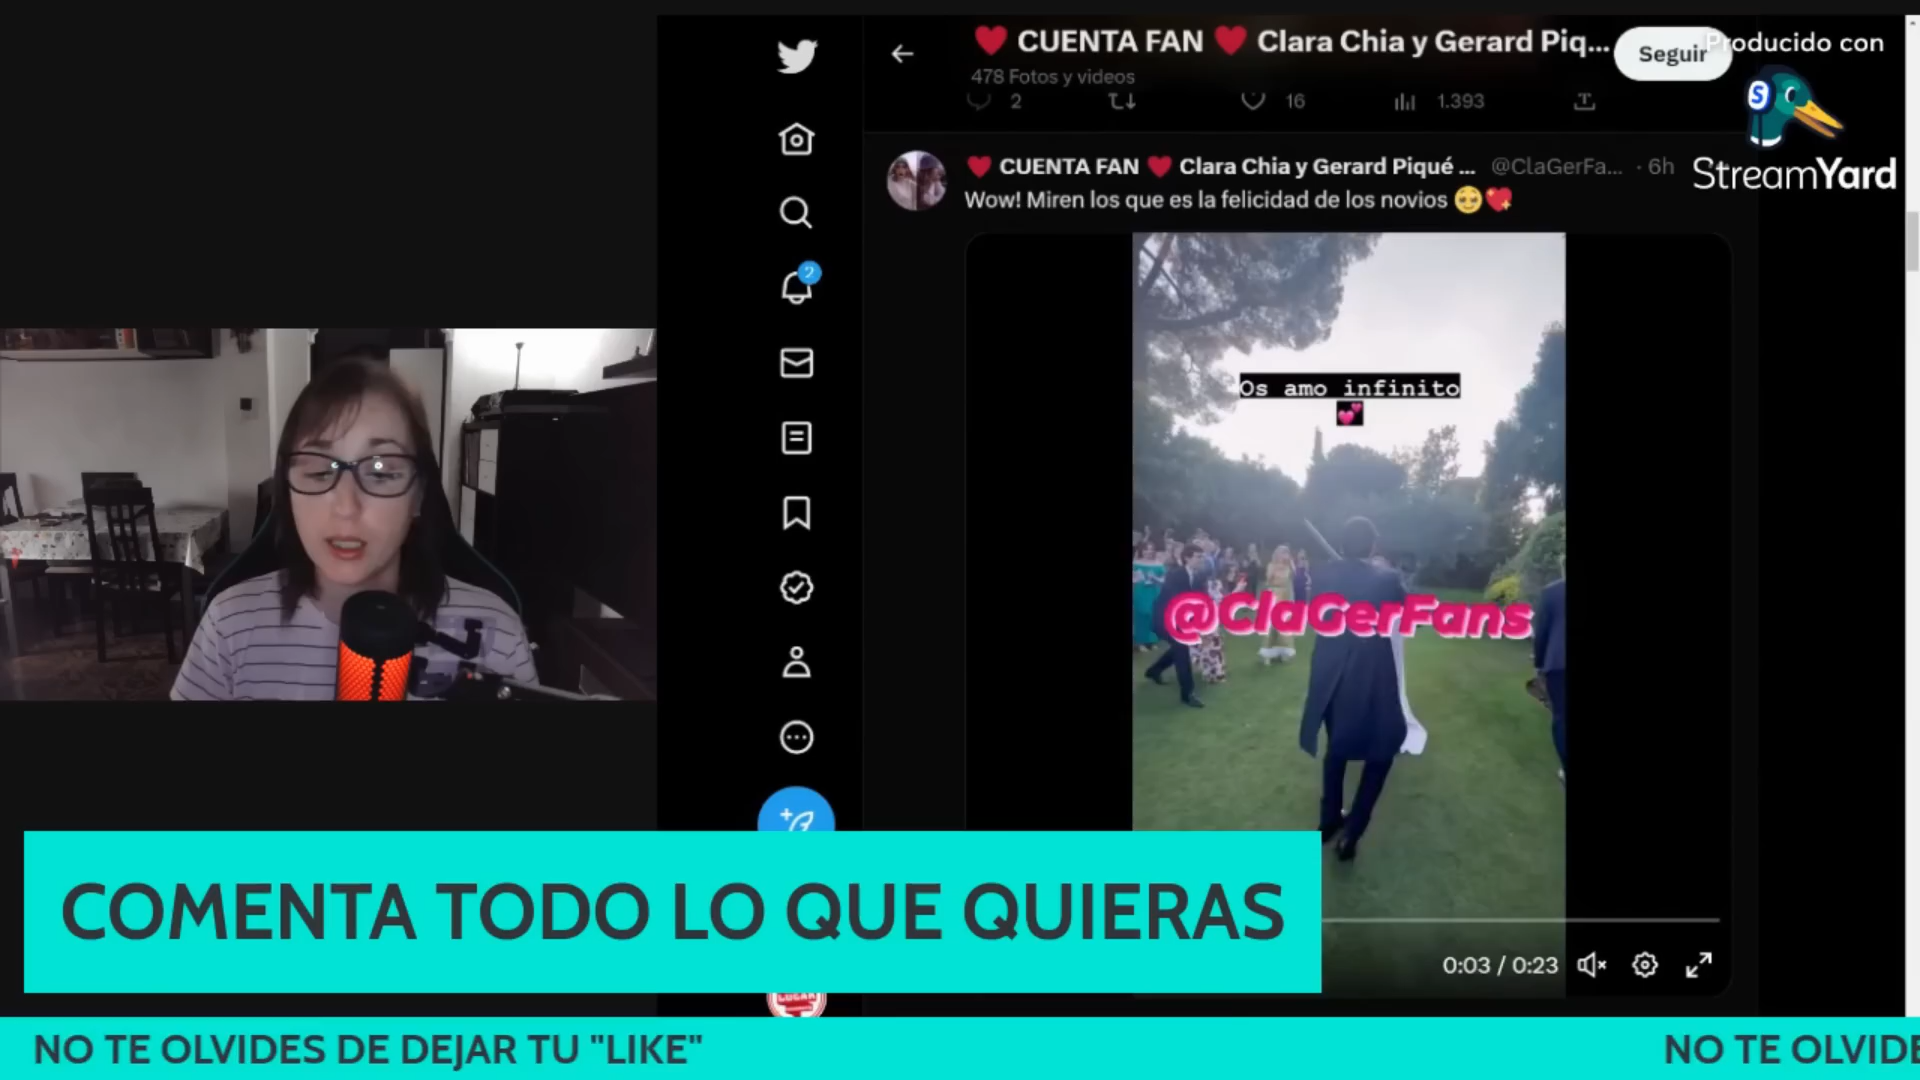 ❤️ CUENTA FAN ❤️ Clara Chia y Gerard Piq...
478 Fotos y videos
Seguir
Producido con
StreamYard
2 16 1.393
❤️ CUENTA FAN ❤️ Clara Chia y Gerard Piqué ... @ClaGerFa... · 6h
Wow! Miren los que es la felicidad de los novios 🥹💖
2
Os amo infinito
💕
@ClaGerFans
COMENTA TODO LO QUE QUIERAS
0:03 / 0:23
NO TE OLVIDES DE DEJAR TU "LIKE"
NO TE OLVIDE